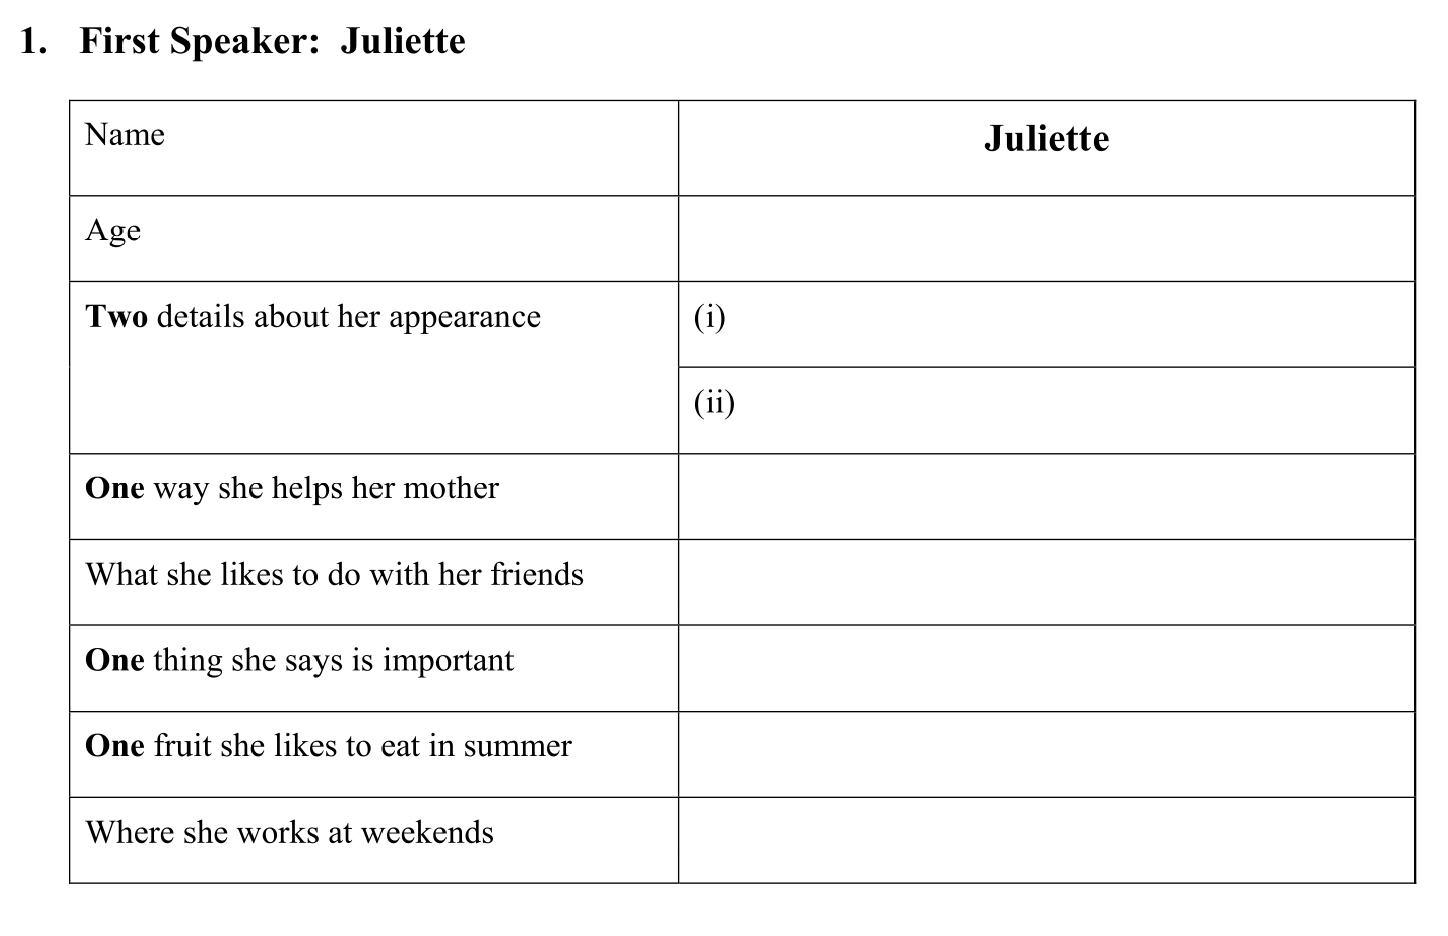 1. First Speaker: Juliette
Name
Juliette
Age
Two details about her appearance
(i)
(ii)
One way she helps her mother
What she likes to do with her friends
One thing she says is important
One fruit she likes to eat in summer
Where she works at weekends